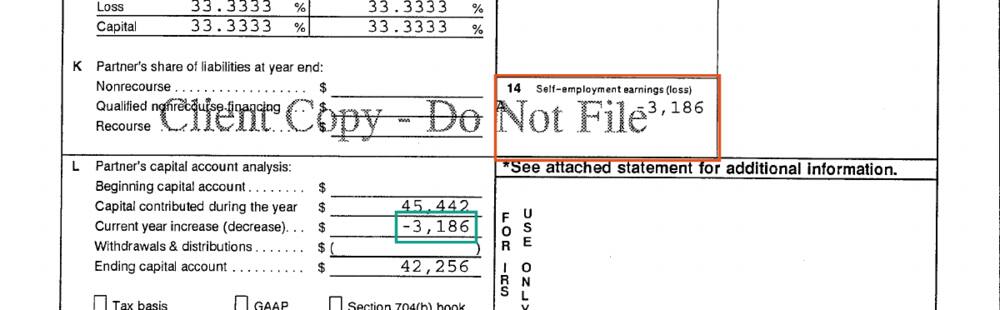 Loss 33.3333 % 33.3333 %
Capital 33.3333 % 33.3333 %
K Partner's share of liabilities at year end:
Nonrecourse . . . . . . . . . . . . . . . . . $
Qualified nonrecourse financing . . . $
Recourse . . . $
14 Self-employment earnings (loss)
A -3,186
Client Copy - Do Not File
*See attached statement for additional information.
L Partner's capital account analysis:
Beginning capital account . . . . . . . . $
Capital contributed during the year $ 45,442
Current year increase (decrease). . . $ -3,186
Withdrawals & distributions . . . . . . . $ ( )
Ending capital account . . . . . . . . . . $ 42,256
Tax basis GAAP Section 704(b) book
FOR IRS
USE ONLY